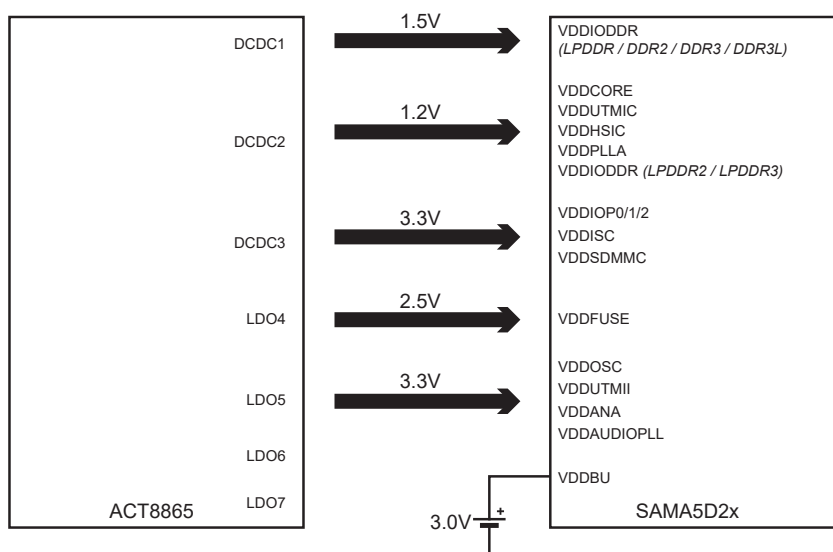 1.5V
DCDC1
VDDIODDR
(LPDDR / DDR2 / DDR3 / DDR3L)
1.2V
DCDC2
VDDCORE
VDDUTMIC
VDDHSIC
VDDPLLA
VDDIODDR (LPDDR2 / LPDDR3)
3.3V
DCDC3
VDDIOP0/1/2
VDDISC
VDDSDMMC
2.5V
LDO4
VDDFUSE
3.3V
LDO5
VDDOSC
VDDUTMII
VDDANA
VDDAUDIOPLL
LDO6
LDO7
VDDBU
ACT8865
3.0V
+
SAMA5D2x